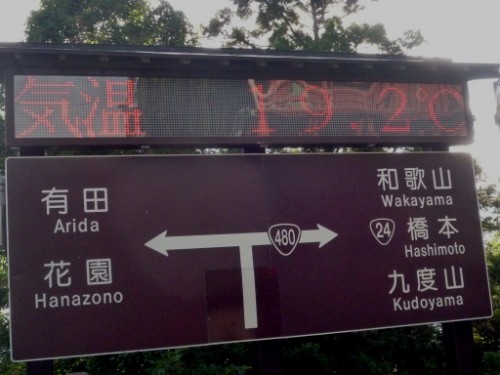 気温 19.2℃
有田
Arida
花園
Hanazono
480
和歌山
Wakayama
24 橋本
Hashimoto
九度山
Kudoyama